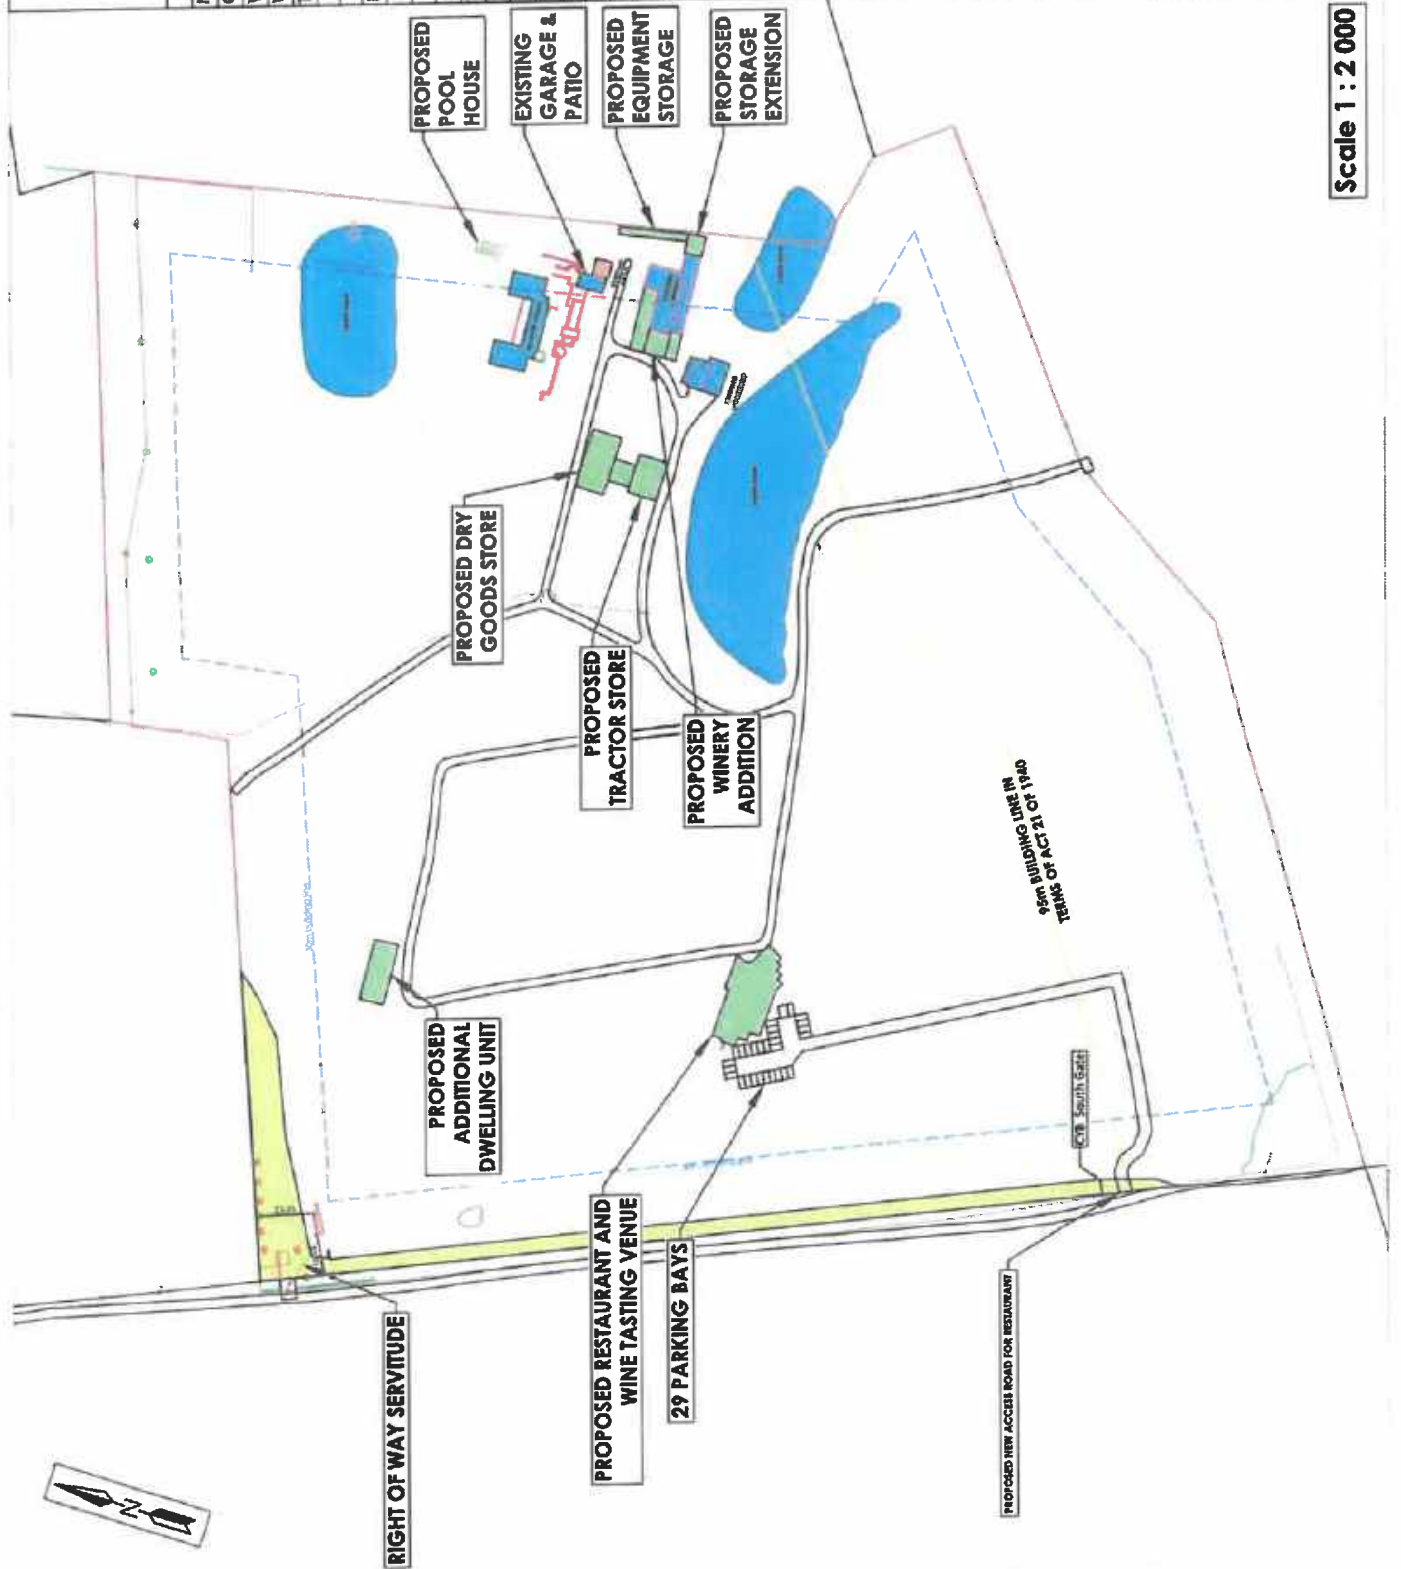 PROPOSED
POOL
HOUSE
EXISTING
GARAGE &
PATIO
PROPOSED
EQUIPMENT
STORAGE
PROPOSED
STORAGE
EXTENSION
Scale 1 : 2 000
PROPOSED DRY
GOODS STORE
PROPOSED
TRACTOR STORE
PROPOSED
WINERY
ADDITION
95m BUILDING LINE IN
TERMS OF ACT 21 OF 1940
PROPOSED
ADDITIONAL
DWELLING UNIT
South Gate
PROPOSED RESTAURANT AND
WINE TASTING VENUE
29 PARKING BAYS
PROPOSED NEW ACCESS ROAD FOR RESTAURANT
RIGHT OF WAY SERVITUDE
N